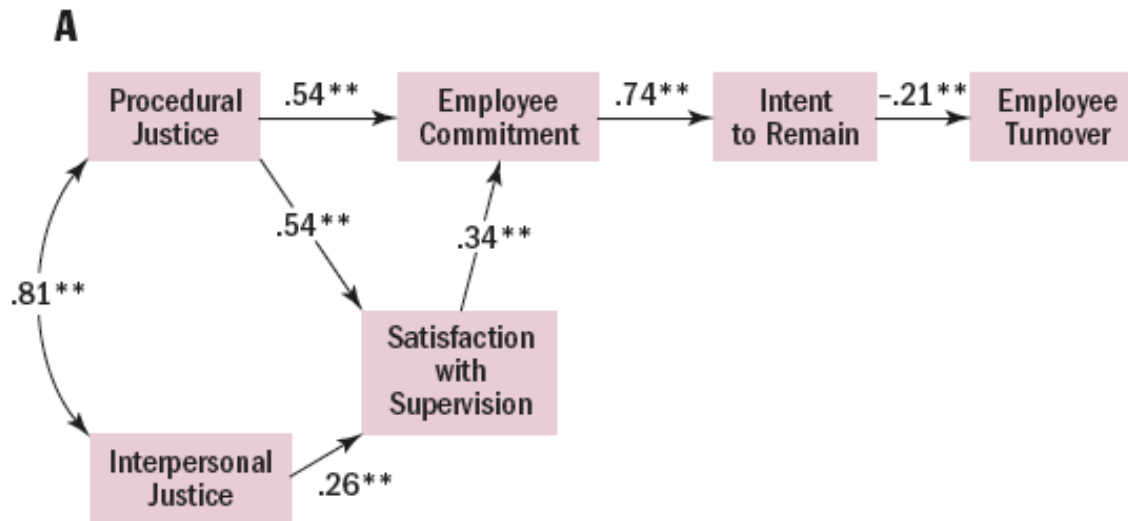 A
Procedural
Justice
.54**
Employee
Commitment
.74**
Intent
to Remain
–.21**
Employee
Turnover
.54**
.34**
.81**
Satisfaction
with
Supervision
Interpersonal
Justice
.26**